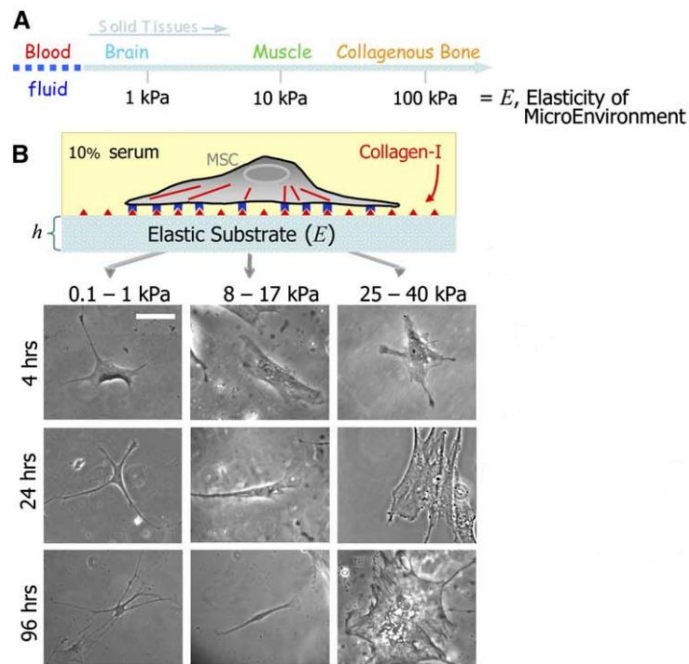 A
Solid Tissues
Blood Brain Muscle Collagenous Bone
fluid
1 kPa 10 kPa 100 kPa = E, Elasticity of
MicroEnvironment
B
10% serum
MSC
Collagen-I
h
Elastic Substrate (E)
0.1 – 1 kPa 8 – 17 kPa 25 – 40 kPa
4 hrs
24 hrs
96 hrs